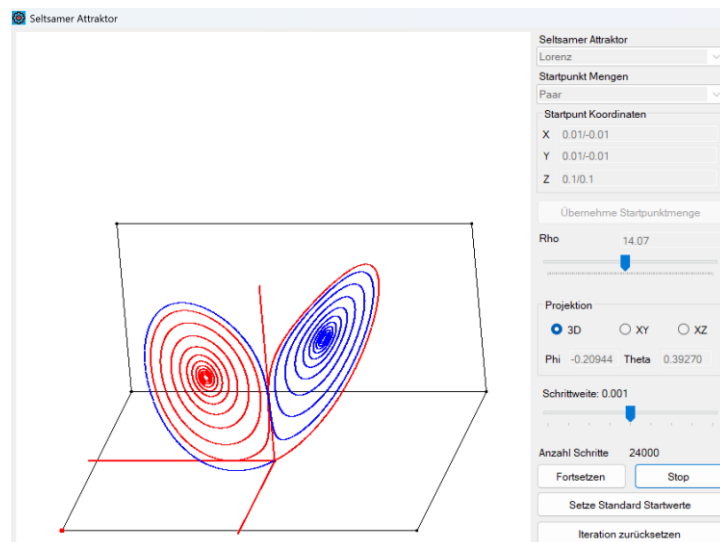 Seltsamer Attraktor
Seltsamer Attraktor
Lorenz
Startpunkt Mengen
Paar
Startpunt Koordinaten
X 0.01/-0.01
Y 0.01/-0.01
Z 0.1/0.1
Übernehme Startpunktmenge
Rho 14.07
Projektion
3D XY XZ
Phi -0.20944 Theta 0.39270
Schrittweite: 0.001
Anzahl Schritte 24000
Fortsetzen Stop
Setze Standard Startwerte
Iteration zurücksetzen